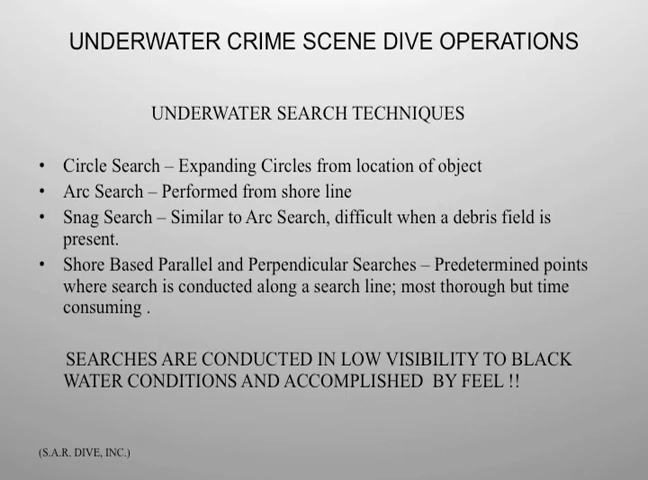 UNDERWATER CRIME SCENE DIVE OPERATIONS
UNDERWATER SEARCH TECHNIQUES
• Circle Search – Expanding Circles from location of object
• Arc Search – Performed from shore line
• Snag Search – Similar to Arc Search, difficult when a debris field is
present.
• Shore Based Parallel and Perpendicular Searches – Predetermined points
where search is conducted along a search line; most thorough but time
consuming .
SEARCHES ARE CONDUCTED IN LOW VISIBILITY TO BLACK
WATER CONDITIONS AND ACCOMPLISHED  BY FEEL !!
(S.A.R. DIVE, INC.)